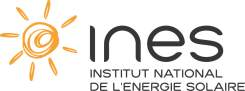 ines
INSTITUT NATIONAL
DE L'ENERGIE SOLAIRE